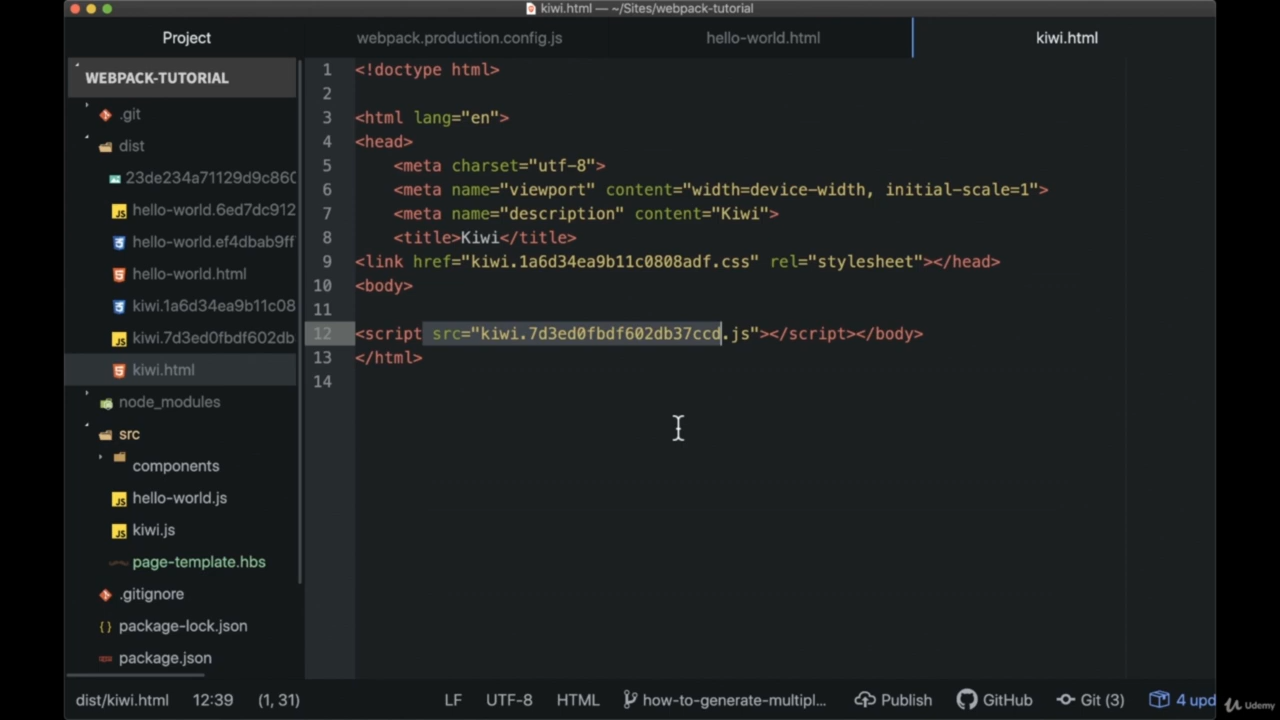 kiwi.html — ~/Sites/webpack-tutorial
Project
webpack.production.config.js
hello-world.html
kiwi.html
WEBPACK-TUTORIAL
.git
dist
23de234a71129d9c860
hello-world.6ed7dc912
hello-world.ef4dbab9ff
hello-world.html
kiwi.1a6d34ea9b11c08
kiwi.7d3ed0fbdf602db
kiwi.html
node_modules
src
components
hello-world.js
kiwi.js
page-template.hbs
.gitignore
package-lock.json
package.json
1 <!doctype html>
2
3 <html lang="en">
4 <head>
5 <meta charset="utf-8">
6 <meta name="viewport" content="width=device-width, initial-scale=1">
7 <meta name="description" content="Kiwi">
8 <title>Kiwi</title>
9 <link href="kiwi.1a6d34ea9b11c0808adf.css" rel="stylesheet"></head>
10 <body>
11
12 <script src="kiwi.7d3ed0fbdf602db37ccd.js"></script></body>
13 </html>
14
dist/kiwi.html 12:39 (1, 31) LF UTF-8 HTML how-to-generate-multipl... Publish GitHub Git (3) 4 upd
Udemy